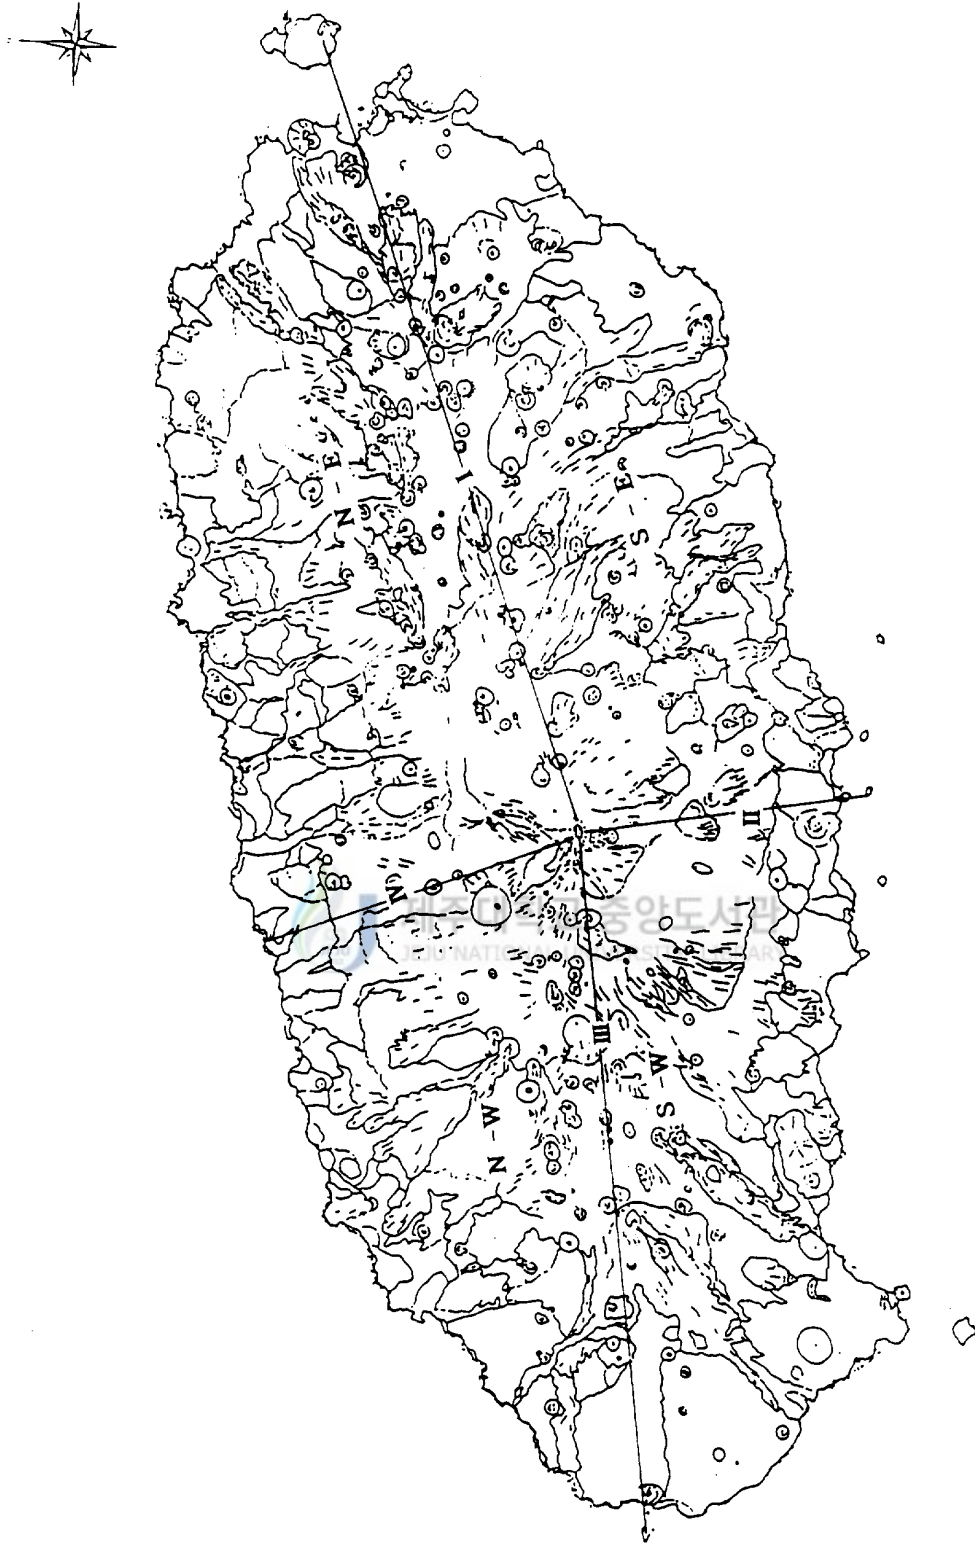 I
N-E
S-E
II
IV
제주대학교 중앙도서관
JEJU NATIONAL UNIVERSITY LIBRARY
III
S-W
N-W